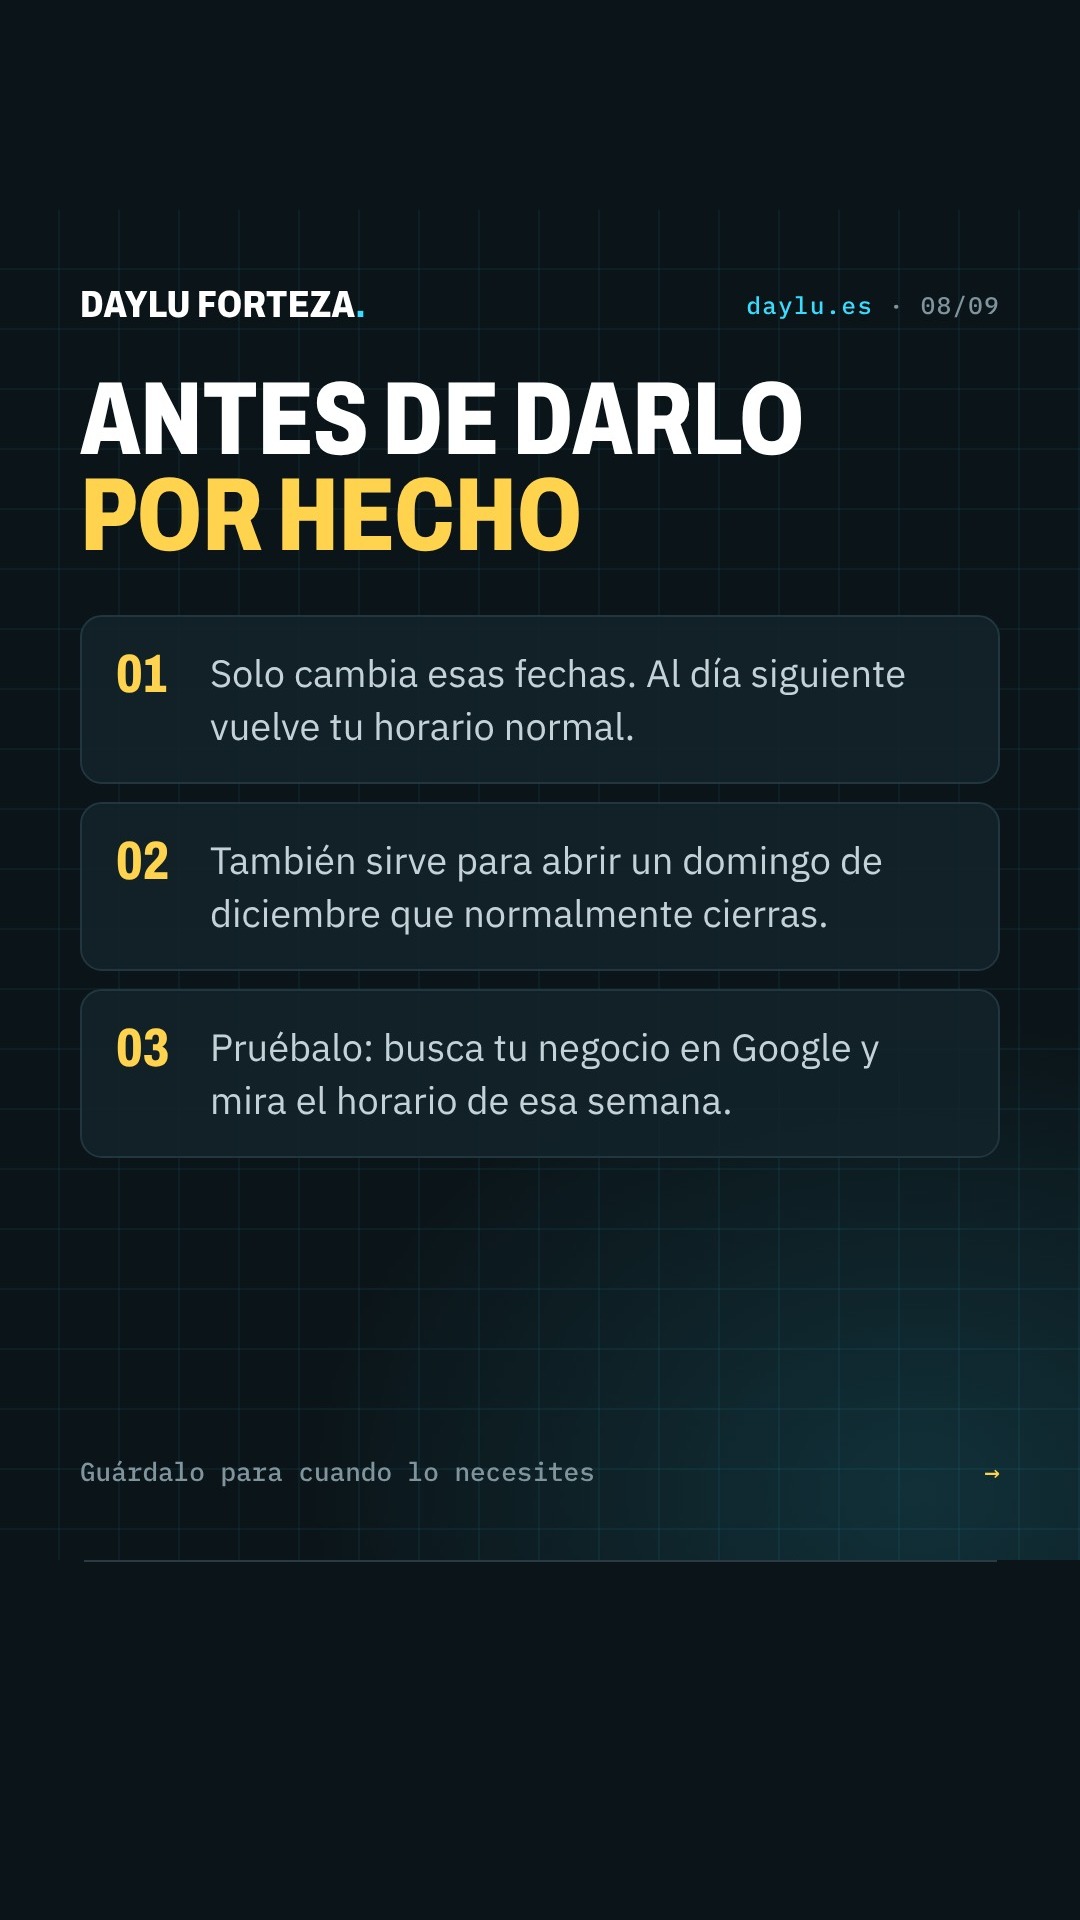 DAYLU FORTEZA.
daylu.es · 08/09
ANTES DE DARLO
POR HECHO
01 Solo cambia esas fechas. Al día siguiente
vuelve tu horario normal.
02 También sirve para abrir un domingo de
diciembre que normalmente cierras.
03 Pruébalo: busca tu negocio en Google y
mira el horario de esa semana.
Guárdalo para cuando lo necesites →